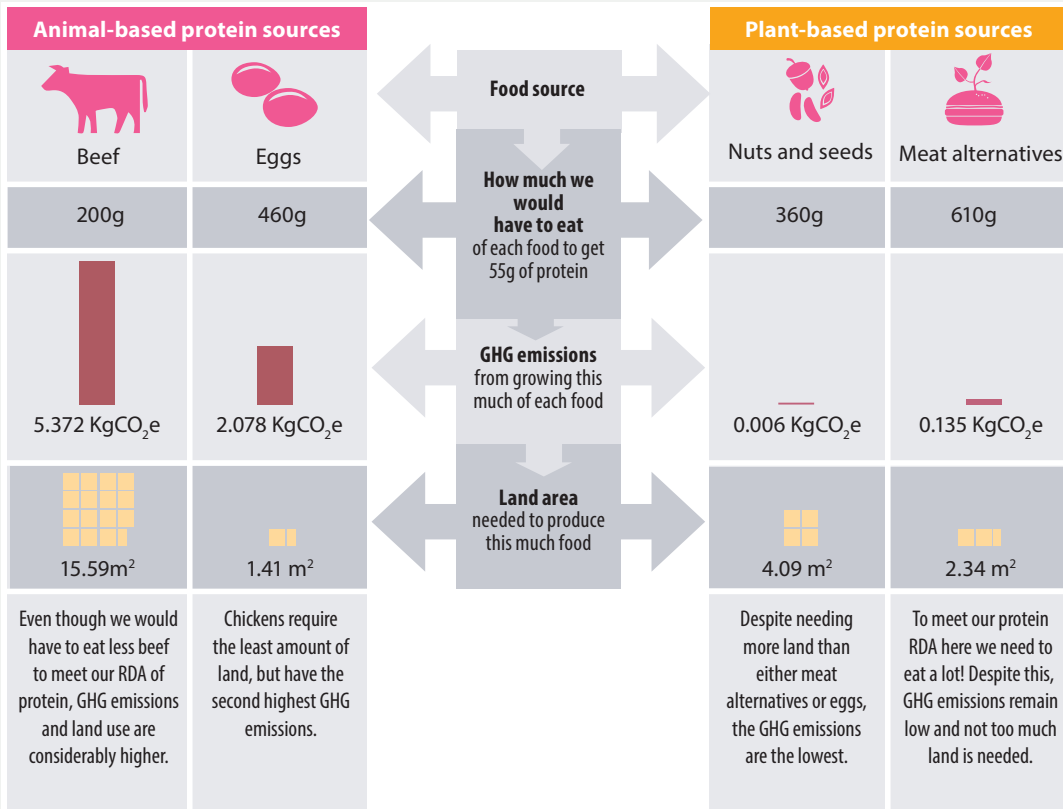 Animal-based protein sources
Beef
Eggs
200g
460g
5.372 KgCO₂e
2.078 KgCO₂e
15.59m²
1.41 m²
Even though we would
have to eat less beef
to meet our RDA of
protein, GHG emissions
and land use are
considerably higher.
Chickens require
the least amount of
land, but have the
second highest GHG
emissions.
Food source
How much we
would
have to eat
of each food to get
55g of protein
GHG emissions
from growing this
much of each food
Land area
needed to produce
this much food
Plant-based protein sources
Nuts and seeds
Meat alternatives
360g
610g
0.006 KgCO₂e
0.135 KgCO₂e
4.09 m²
2.34 m²
Despite needing
more land than
either meat
alternatives or eggs,
the GHG emissions
are the lowest.
To meet our protein
RDA here we need to
eat a lot! Despite this,
GHG emissions remain
low and not too much
land is needed.